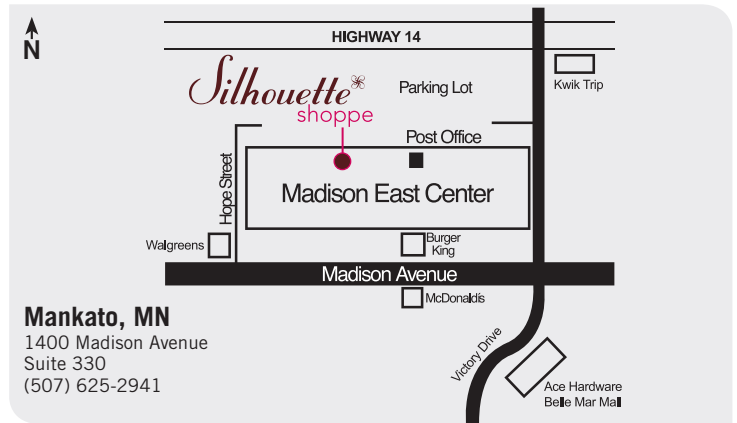 N
HIGHWAY 14
Silhouette
shoppe
Parking Lot
Kwik Trip
Post Office
Hope Street
Madison East Center
Walgreens
Burger
King
Madison Avenue
McDonaldís
Mankato, MN
1400 Madison Avenue
Suite 330
(507) 625-2941
Victory Drive
Ace Hardware
Belle Mar Mall